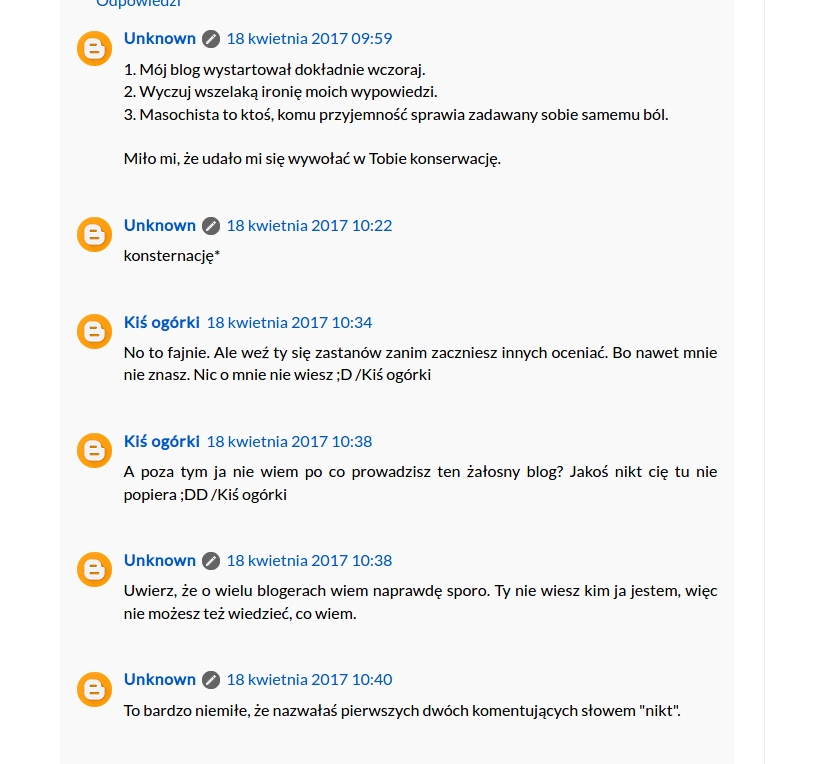 Odpowiedzi
Unknown 18 kwietnia 2017 09:59
1. Mój blog wystartował dokładnie wczoraj.
2. Wyczuj wszelaką ironię moich wypowiedzi.
3. Masochista to ktoś, komu przyjemność sprawia zadawany sobie samemu ból.
Miło mi, że udało mi się wywołać w Tobie konserwację.
Unknown 18 kwietnia 2017 10:22
konsternację*
Kiś ogórki 18 kwietnia 2017 10:34
No to fajnie. Ale weź ty się zastanów zanim zaczniesz innych oceniać. Bo nawet mnie
nie znasz. Nic o mnie nie wiesz ;D /Kiś ogórki
Kiś ogórki 18 kwietnia 2017 10:38
A poza tym ja nie wiem po co prowadzisz ten żałosny blog? Jakoś nikt cię tu nie
popiera ;DD /Kiś ogórki
Unknown 18 kwietnia 2017 10:38
Uwierz, że o wielu blogerach wiem naprawdę sporo. Ty nie wiesz kim ja jestem, więc
nie możesz też wiedzieć, co wiem.
Unknown 18 kwietnia 2017 10:40
To bardzo niemiłe, że nazwałaś pierwszych dwóch komentujących słowem "nikt".